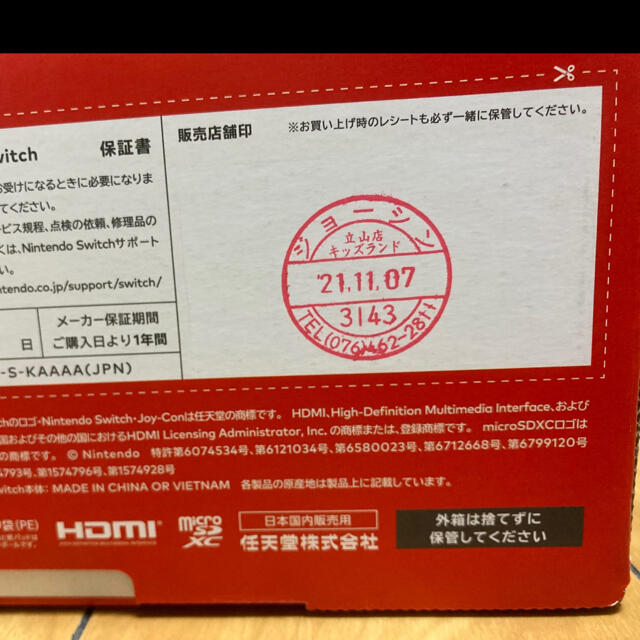 witch 保証書
お受けになるときに必要になりま
てください。
ービス規程、点検の依頼、修理品の
くは、Nintendo Switchサポート
い。
ntendo.co.jp/support/switch/
メーカー保証期間
日 ご購入日より1年間
-S-KAAAA(JPN)
販売店舗印 ※お買い上げ時のレシートも必ず一緒に保管してください。
ジョーシン
立山店
キッズランド
'21.11.07
3143
TEL(076)462-2811
tchのロゴ・Nintendo Switch・Joy-Conは任天堂の商標です。 HDMI、High-Definition Multimedia Interface、および
国およびその他の国におけるHDMI Licensing Administrator, Inc. の商標または、登録商標です。 microSDXCロゴは
です。 © Nintendo 特許第6074534号、第6121034号、第6580023号、第6712668号、第6799120号
4793号、第1574796号、第1574928号
witch本体: MADE IN CHINA OR VIETNAM 各製品の原産地は製品上に記載しています。
袋(PE)
HDMI
HIGH-DEFINITION MULTIMEDIA INTERFACE
micro
SD
XC
日本国内販売用
任天堂株式会社
外箱は捨てずに
保管してください